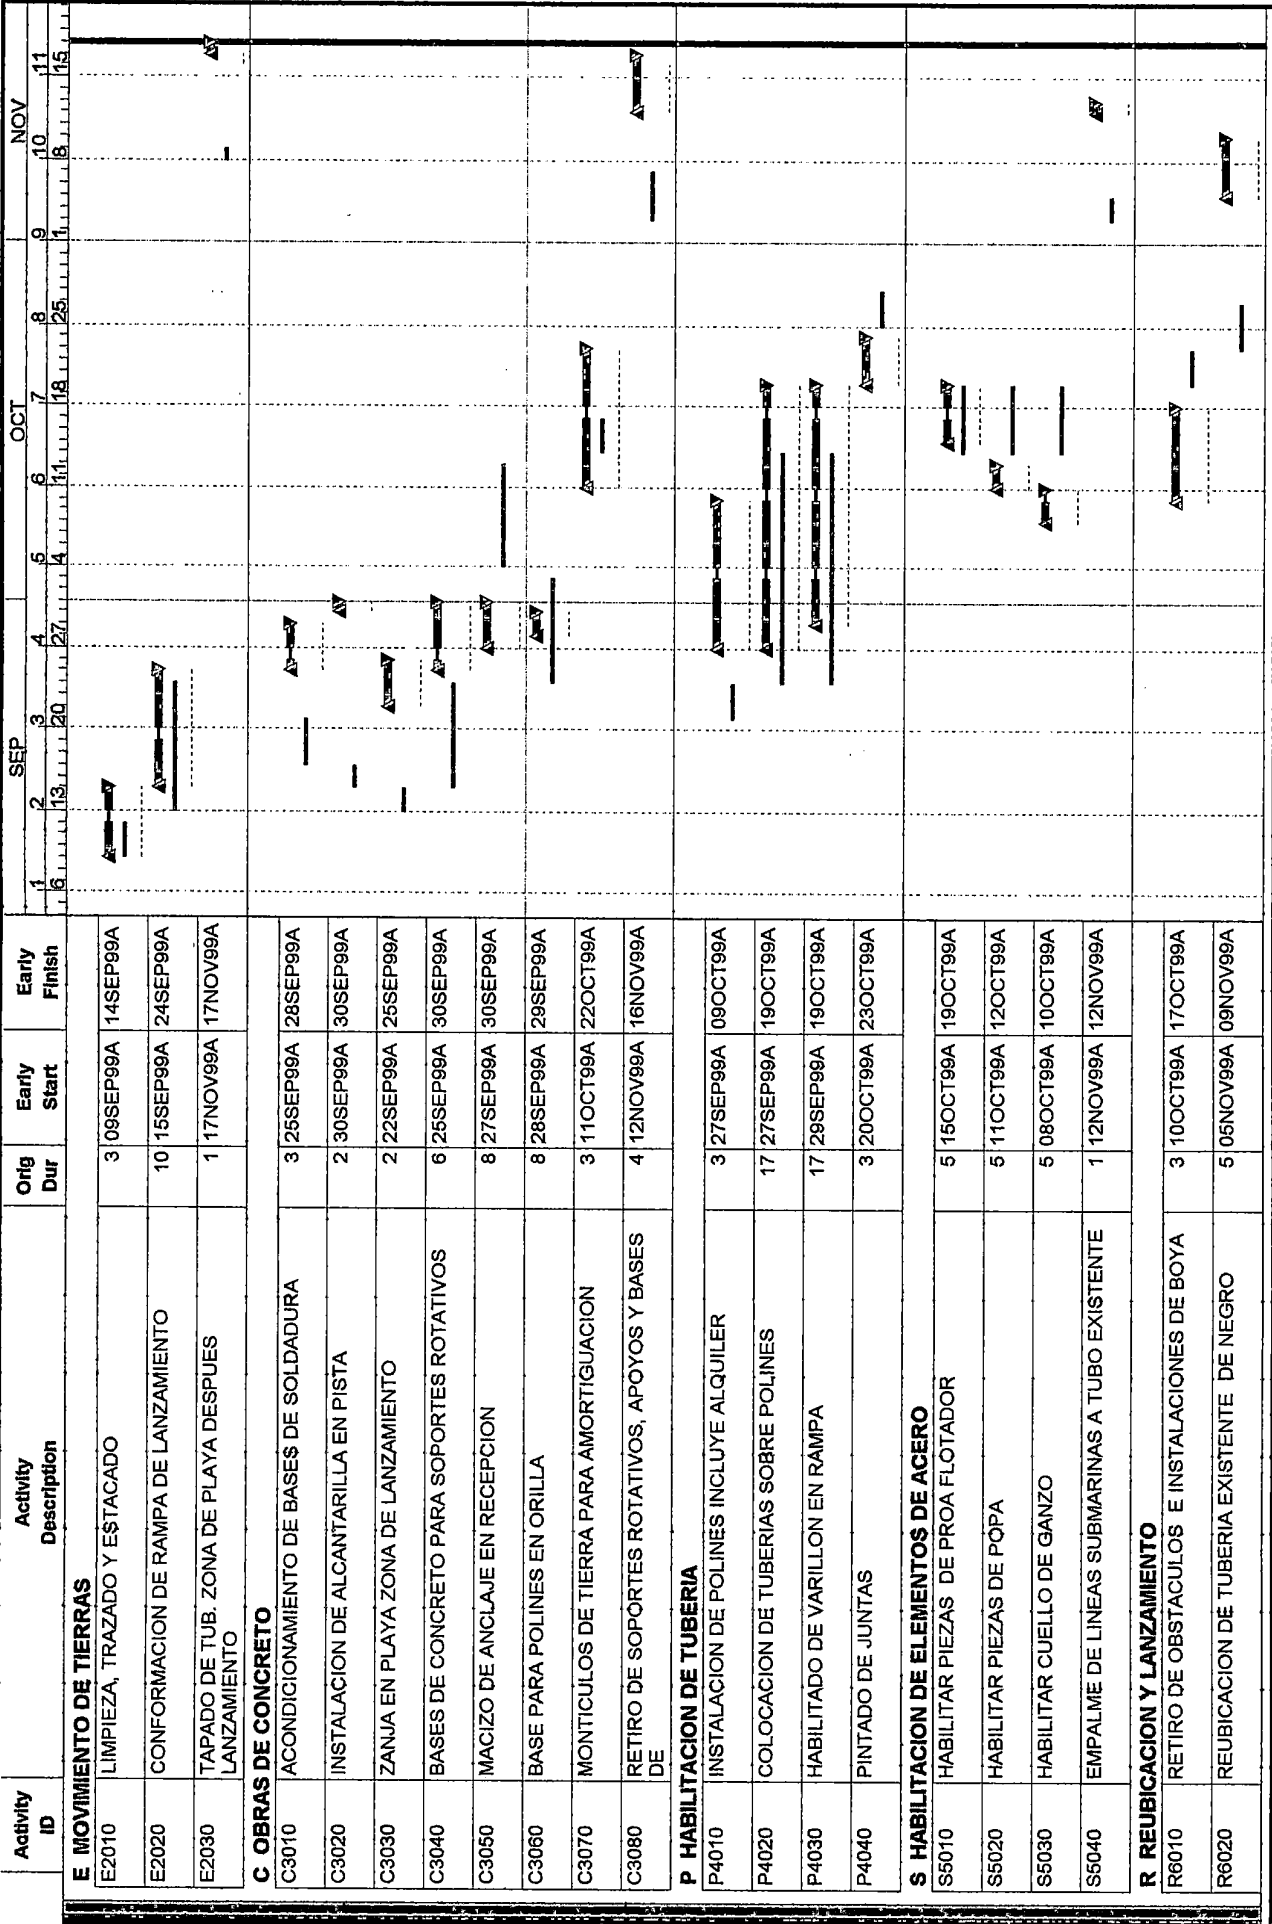 Activity ID Activity Description Orig Dur Early Start Early Finish
SEP OCT NOV
1 2 3 4 5 6 7 8 9 10 11
6 13 20 27 4 11 18 25 1 8 15
E MOVIMIENTO DE TIERRAS
E2010 LIMPIEZA, TRAZADO Y ESTACADO 3 09SEP99A 14SEP99A
E2020 CONFORMACION DE RAMPA DE LANZAMIENTO 10 15SEP99A 24SEP99A
E2030 TAPADO DE TUB. ZONA DE PLAYA DESPUES 1 17NOV99A 17NOV99A
LANZAMIENTO
C OBRAS DE CONCRETO
C3010 ACONDICIONAMIENTO DE BASES DE SOLDADURA 3 25SEP99A 28SEP99A
C3020 INSTALACION DE ALCANTARILLA EN PISTA 2 30SEP99A 30SEP99A
C3030 ZANJA EN PLAYA ZONA DE LANZAMIENTO 2 22SEP99A 25SEP99A
C3040 BASES DE CONCRETO PARA SOPORTES ROTATIVOS 6 25SEP99A 30SEP99A
C3050 MACIZO DE ANCLAJE EN RECEPCION 8 27SEP99A 30SEP99A
C3060 BASE PARA POLINES EN ORILLA 8 28SEP99A 29SEP99A
C3070 MONTICULOS DE TIERRA PARA AMORTIGUACION 3 11OCT99A 22OCT99A
C3080 RETIRO DE SOPORTES ROTATIVOS, APOYOS Y BASES 4 12NOV99A 16NOV99A
DE
P HABILITACION DE TUBERIA
P4010 INSTALACION DE POLINES INCLUYE ALQUILER 3 27SEP99A 09OCT99A
P4020 COLOCACION DE TUBERIAS SOBRE POLINES 17 27SEP99A 19OCT99A
P4030 HABILITADO DE VARILLON EN RAMPA 17 29SEP99A 19OCT99A
P4040 PINTADO DE JUNTAS 3 20OCT99A 23OCT99A
S HABILITACION DE ELEMENTOS DE ACERO
S5010 HABILITAR PIEZAS DE PROA FLOTADOR 5 15OCT99A 19OCT99A
S5020 HABILITAR PIEZAS DE POPA 5 11OCT99A 12OCT99A
S5030 HABILITAR CUELLO DE GANZO 5 08OCT99A 10OCT99A
S5040 EMPALME DE LINEAS SUBMARINAS A TUBO EXISTENTE 1 12NOV99A 12NOV99A
R REUBICACION Y LANZAMIENTO
R6010 RETIRO DE OBSTACULOS E INSTALACIONES DE BOYA 3 10OCT99A 17OCT99A
R6020 REUBICACION DE TUBERIA EXISTENTE DE NEGRO 5 05NOV99A 09NOV99A